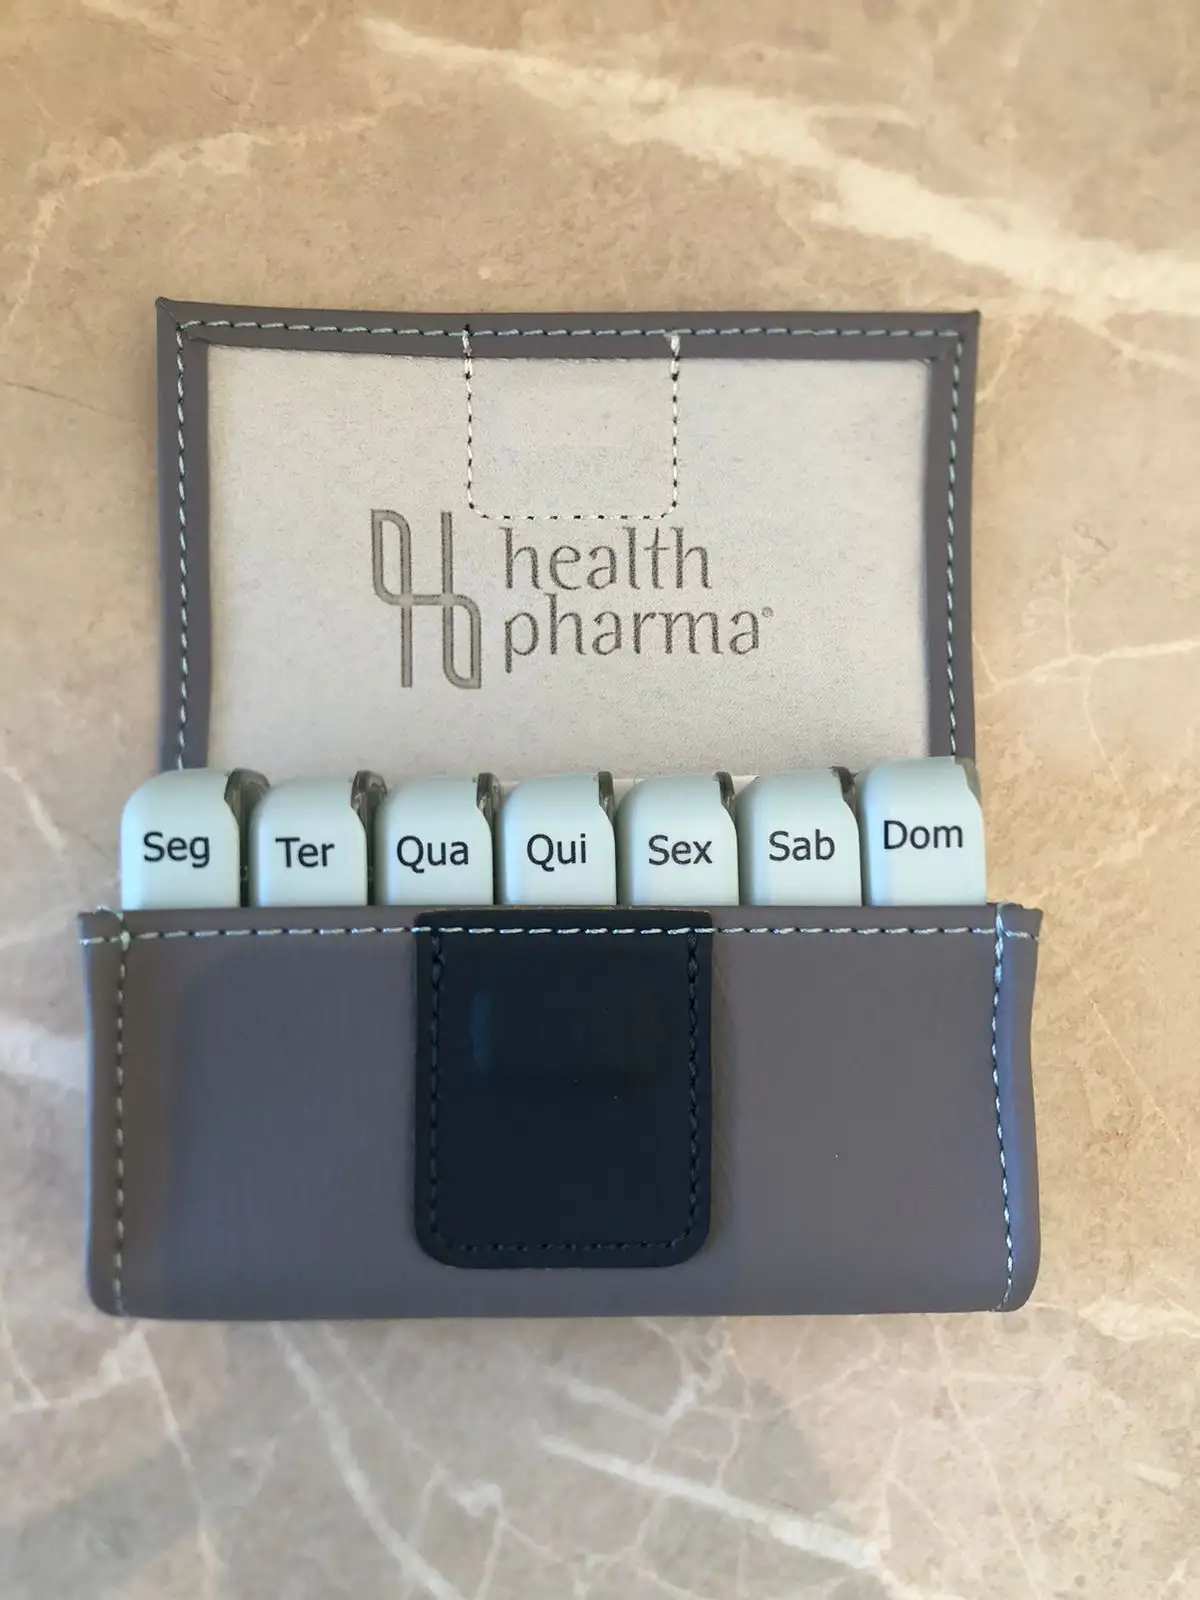 health
pharma®
Seg Ter Qua Qui Sex Sab Dom